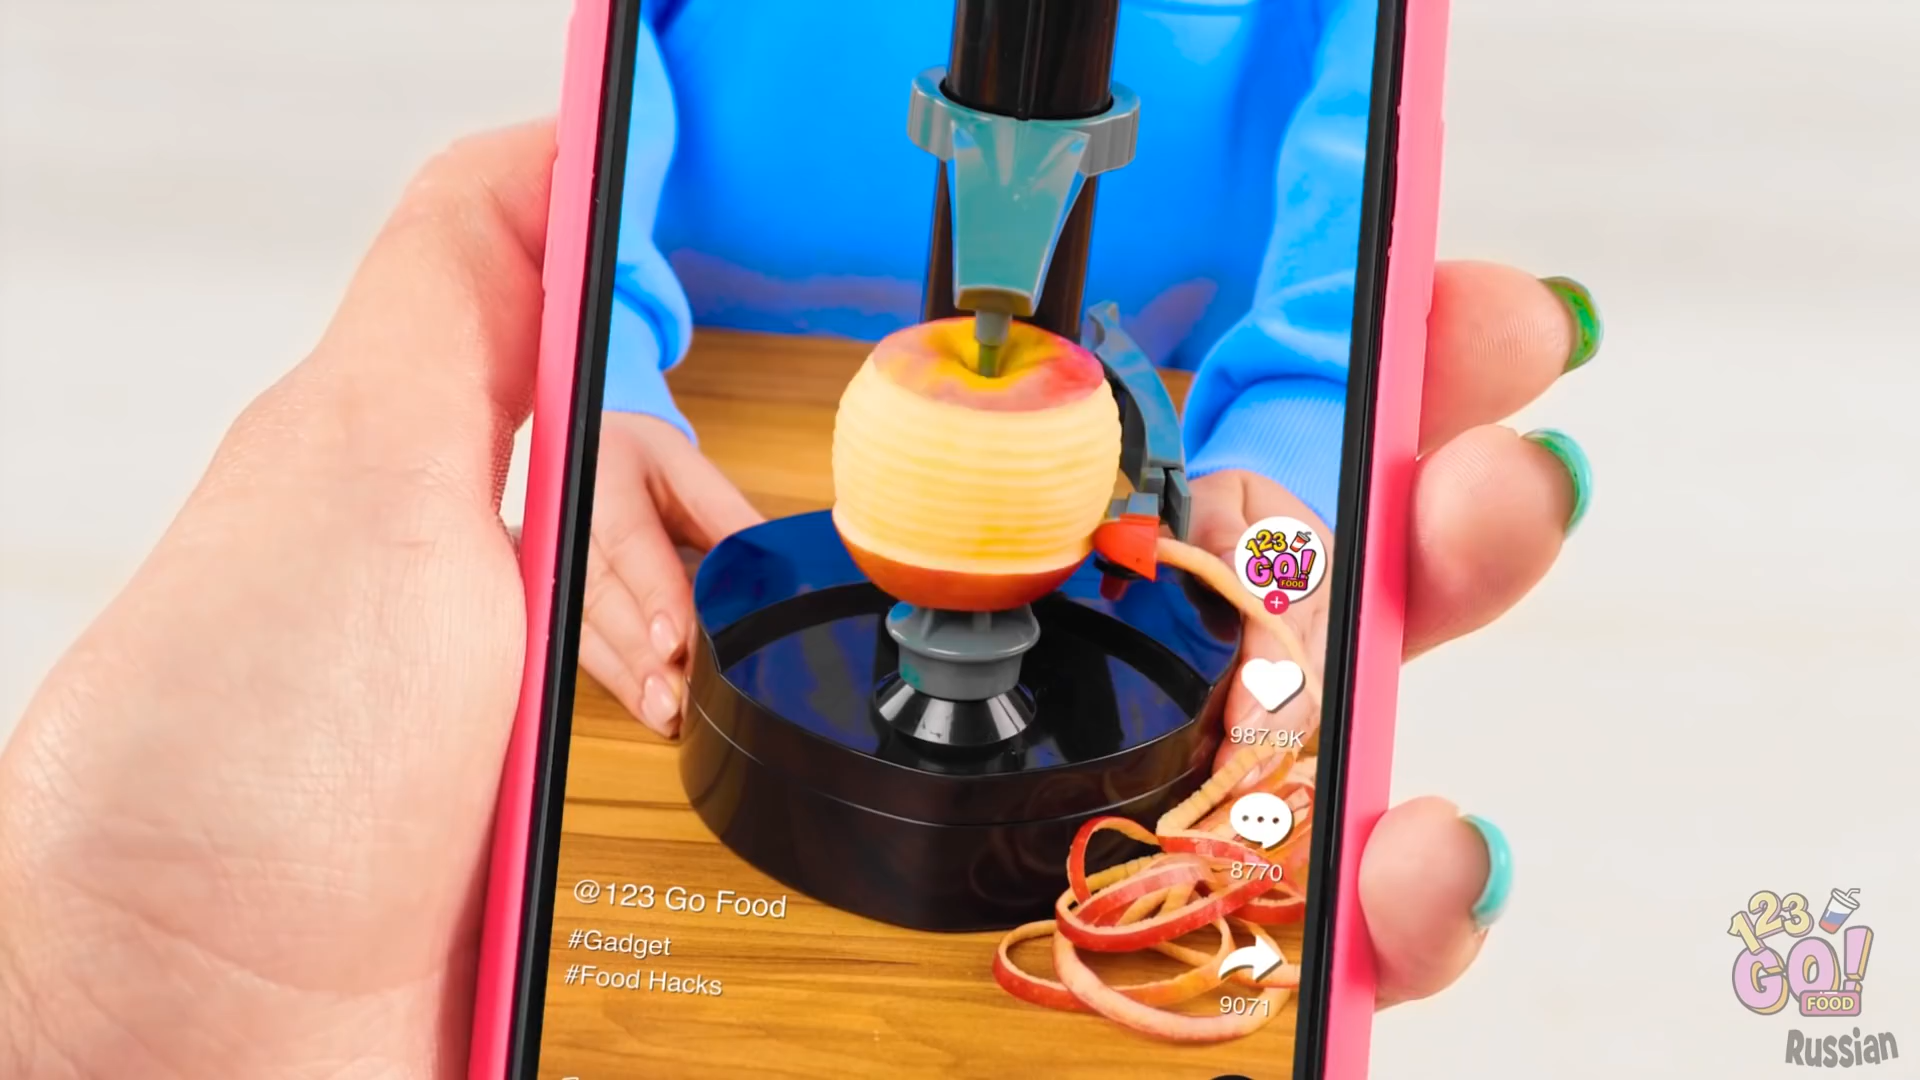 123
GO!
FOOD
987.9K
8770
@123 Go Food
#Gadget
#Food Hacks
9071
123
GO!
FOOD
Russian